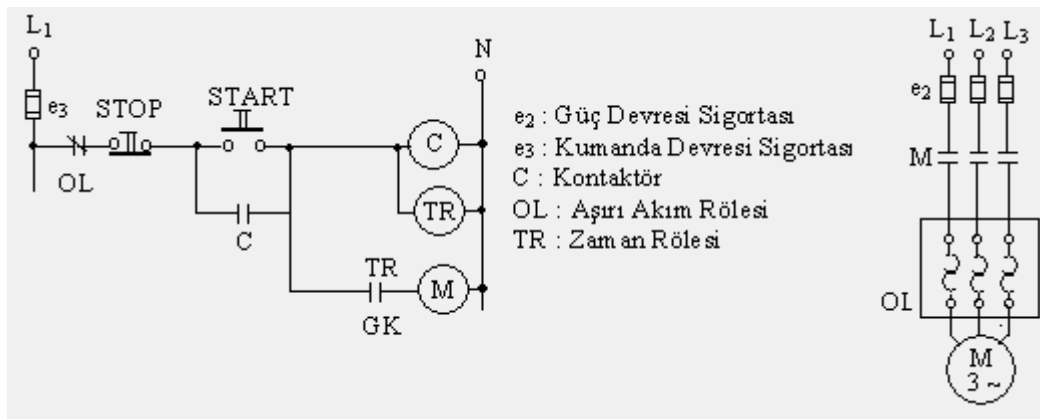 L1
e3
STOP
START
N
OL
C
C
TR
TR
GK
M
e2 : Güç Devresi Sigortası
e3 : Kumanda Devresi Sigortası
C : Kontaktör
OL : Aşırı Akım Rölesi
TR : Zaman Rölesi
L1 L2 L3
e2
M
OL
M
3 ~